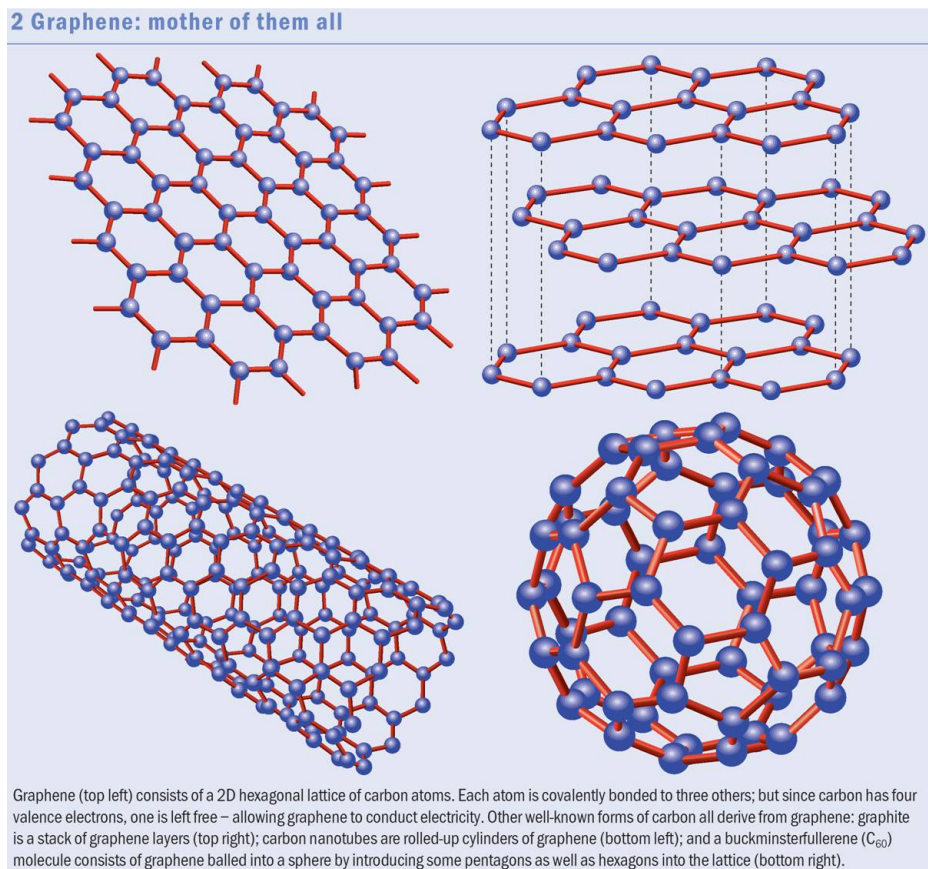 2 Graphene: mother of them all
Graphene (top left) consists of a 2D hexagonal lattice of carbon atoms. Each atom is covalently bonded to three others; but since carbon has four
valence electrons, one is left free – allowing graphene to conduct electricity. Other well-known forms of carbon all derive from graphene: graphite
is a stack of graphene layers (top right); carbon nanotubes are rolled-up cylinders of graphene (bottom left); and a buckminsterfullerene (C₆₀)
molecule consists of graphene balled into a sphere by introducing some pentagons as well as hexagons into the lattice (bottom right).